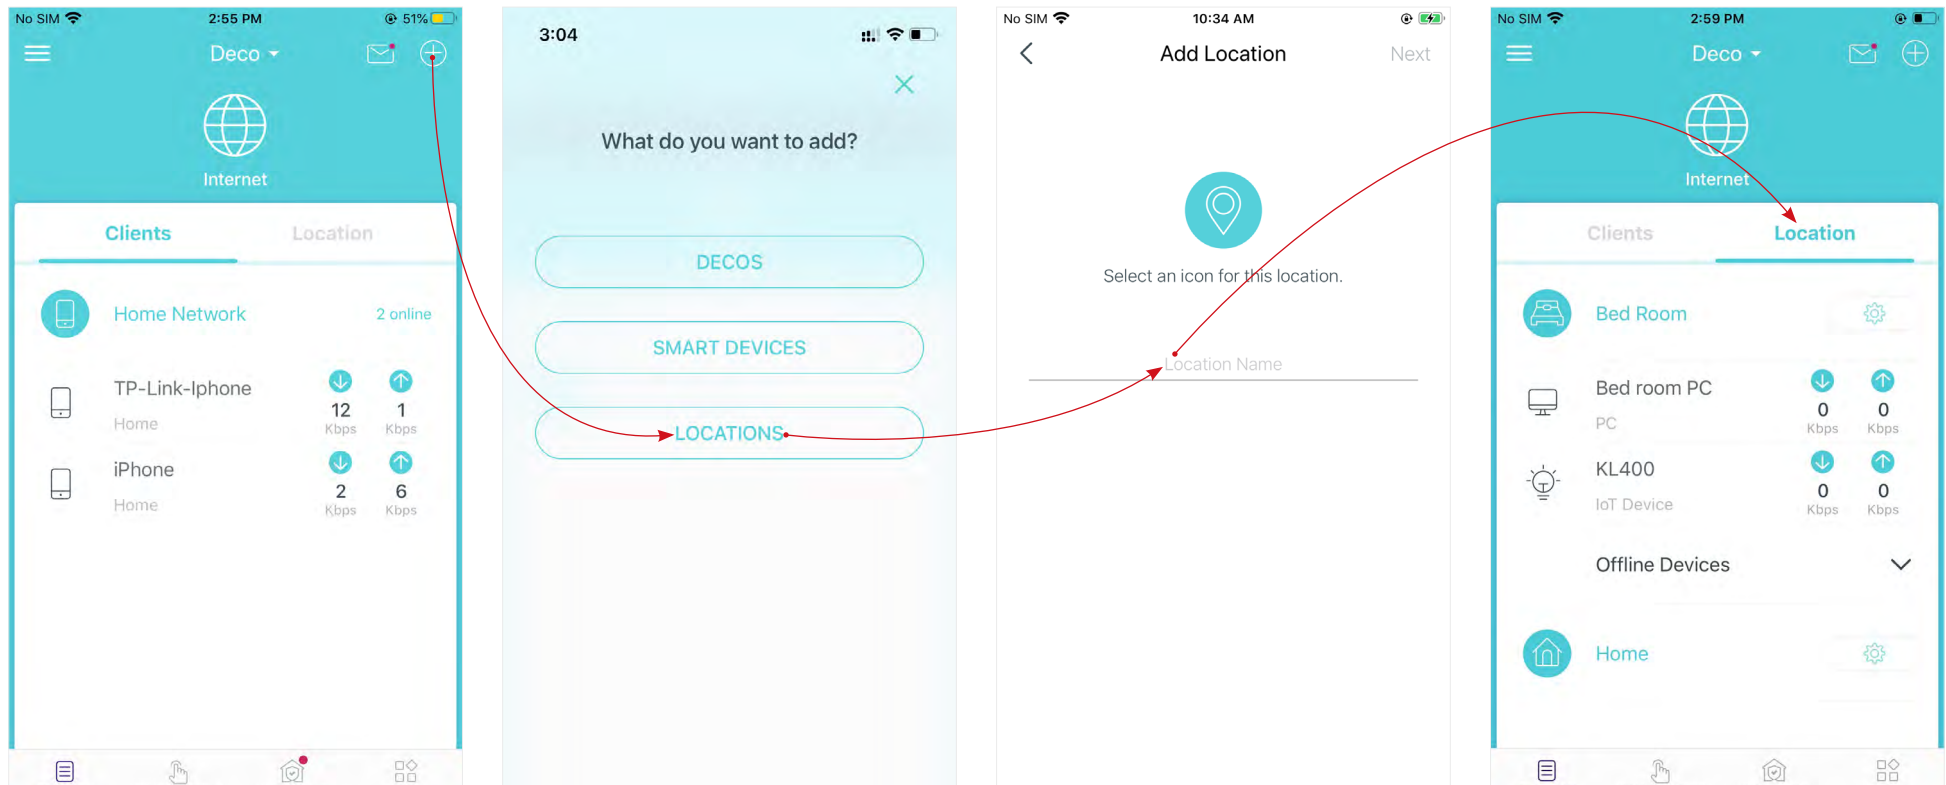 No SIM 2:55 PM 51%
Deco
Internet
Clients Location
Home Network 2 online
TP-Link-Iphone
Home
12 1
Kbps Kbps
iPhone
Home
2 6
Kbps Kbps
3:04
What do you want to add?
DECOS
SMART DEVICES
LOCATIONS
No SIM 10:34 AM
Add Location Next
Select an icon for this location.
Location Name
No SIM 2:59 PM
Deco
Internet
Clients Location
Bed Room
Bed room PC
PC
0 0
Kbps Kbps
KL400
IoT Device
0 0
Kbps Kbps
Offline Devices
Home